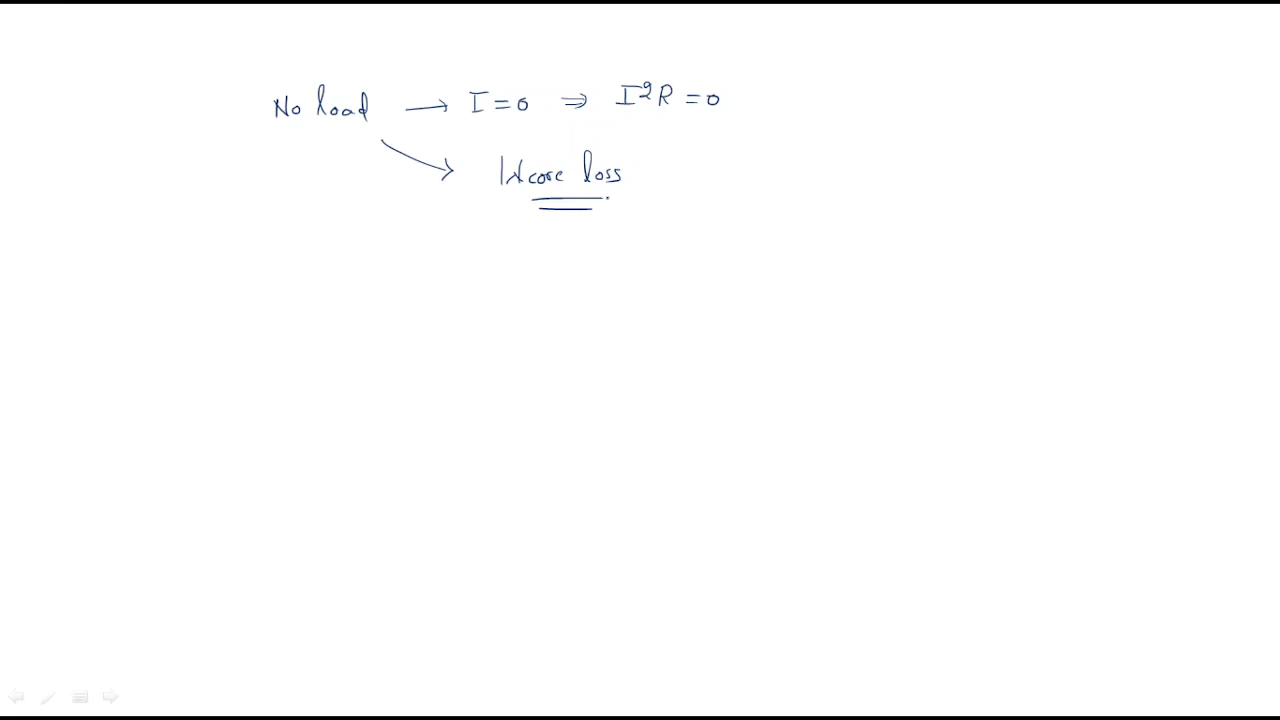 No load → I = 0 ⇒ I²R = 0
→ core loss